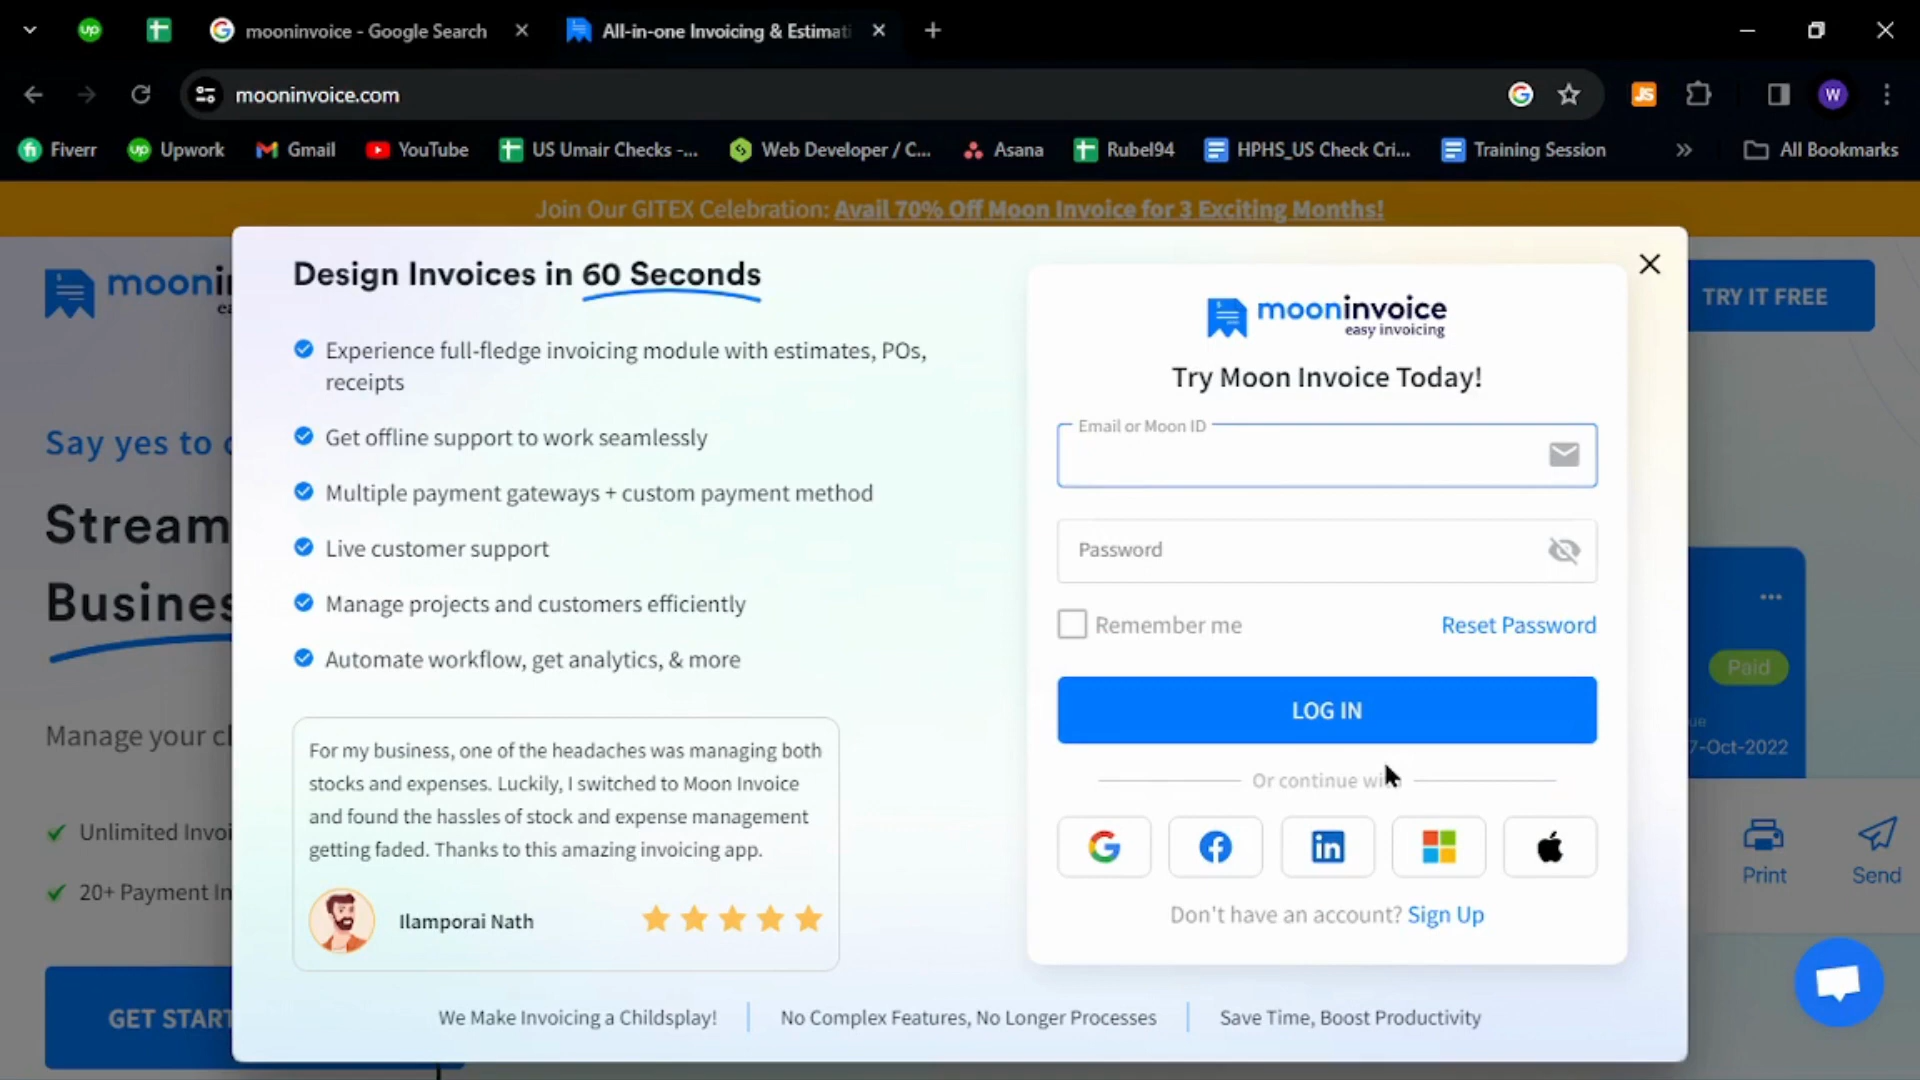 mooninvoice - Google Search
All-in-one Invoicing & Estimati
mooninvoice.com
W
Fiverr
Upwork
Gmail
YouTube
US Umair Checks -...
Web Developer / C...
Asana
Rubel94
HPHS_US Check Cri...
Training Session
All Bookmarks
Join Our GITEX Celebration: Avail 70% Off Moon Invoice for 3 Exciting Months!
mooni
TRY IT FREE
Say yes to
Stream
Busine
Manage your cl
Unlimited Invoi
20+ Payment In
GET START
Design Invoices in 60 Seconds
Experience full-fledge invoicing module with estimates, POs,
receipts
Get offline support to work seamlessly
Multiple payment gateways + custom payment method
Live customer support
Manage projects and customers efficiently
Automate workflow, get analytics, & more
For my business, one of the headaches was managing both
stocks and expenses. Luckily, I switched to Moon Invoice
and found the hassles of stock and expense management
getting faded. Thanks to this amazing invoicing app.
Ilamporai Nath
mooninvoice
easy invoicing
Try Moon Invoice Today!
Email or Moon ID
Password
Remember me
Reset Password
LOG IN
Or continue with
Don't have an account? Sign Up
We Make Invoicing a Childsplay!
No Complex Features, No Longer Processes
Save Time, Boost Productivity
Paid
ue
7-Oct-2022
Print
Send